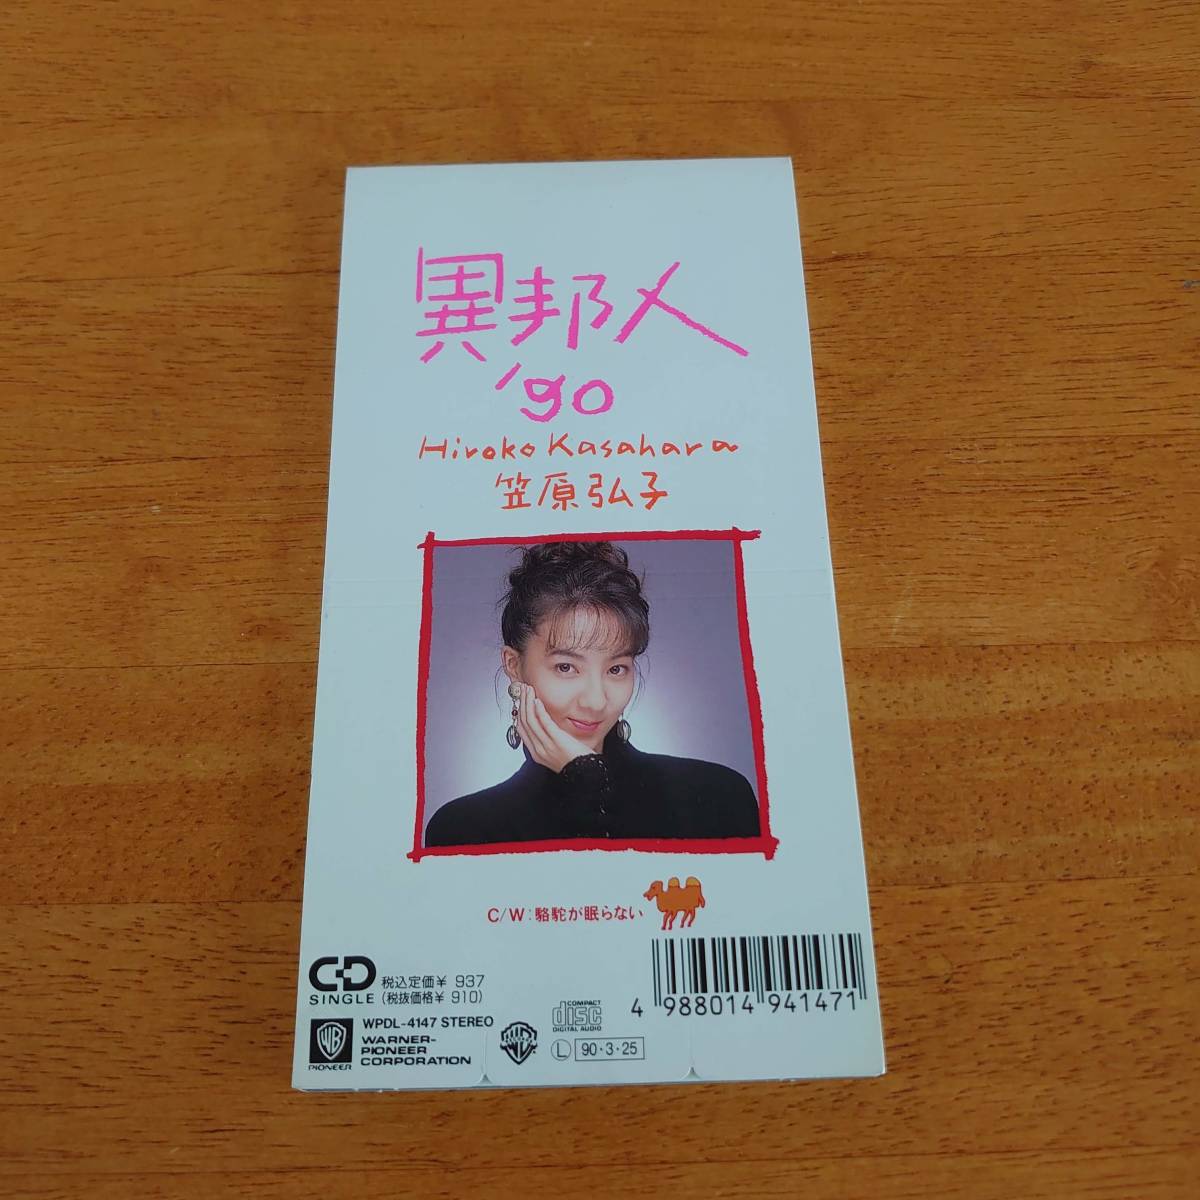 異邦人
'90
Hiroko Kasahara
笠原弘子
C/W:駱駝が眠らない
CD
SINGLE
税込定価¥ 937
(税抜価格¥ 910)
WB
PIONEER
WPDL-4147 STEREO
WARNER-
PIONEER
CORPORATION
COMPACT
disc
DIGITAL AUDIO
L 90・3・25
4 988014 941471